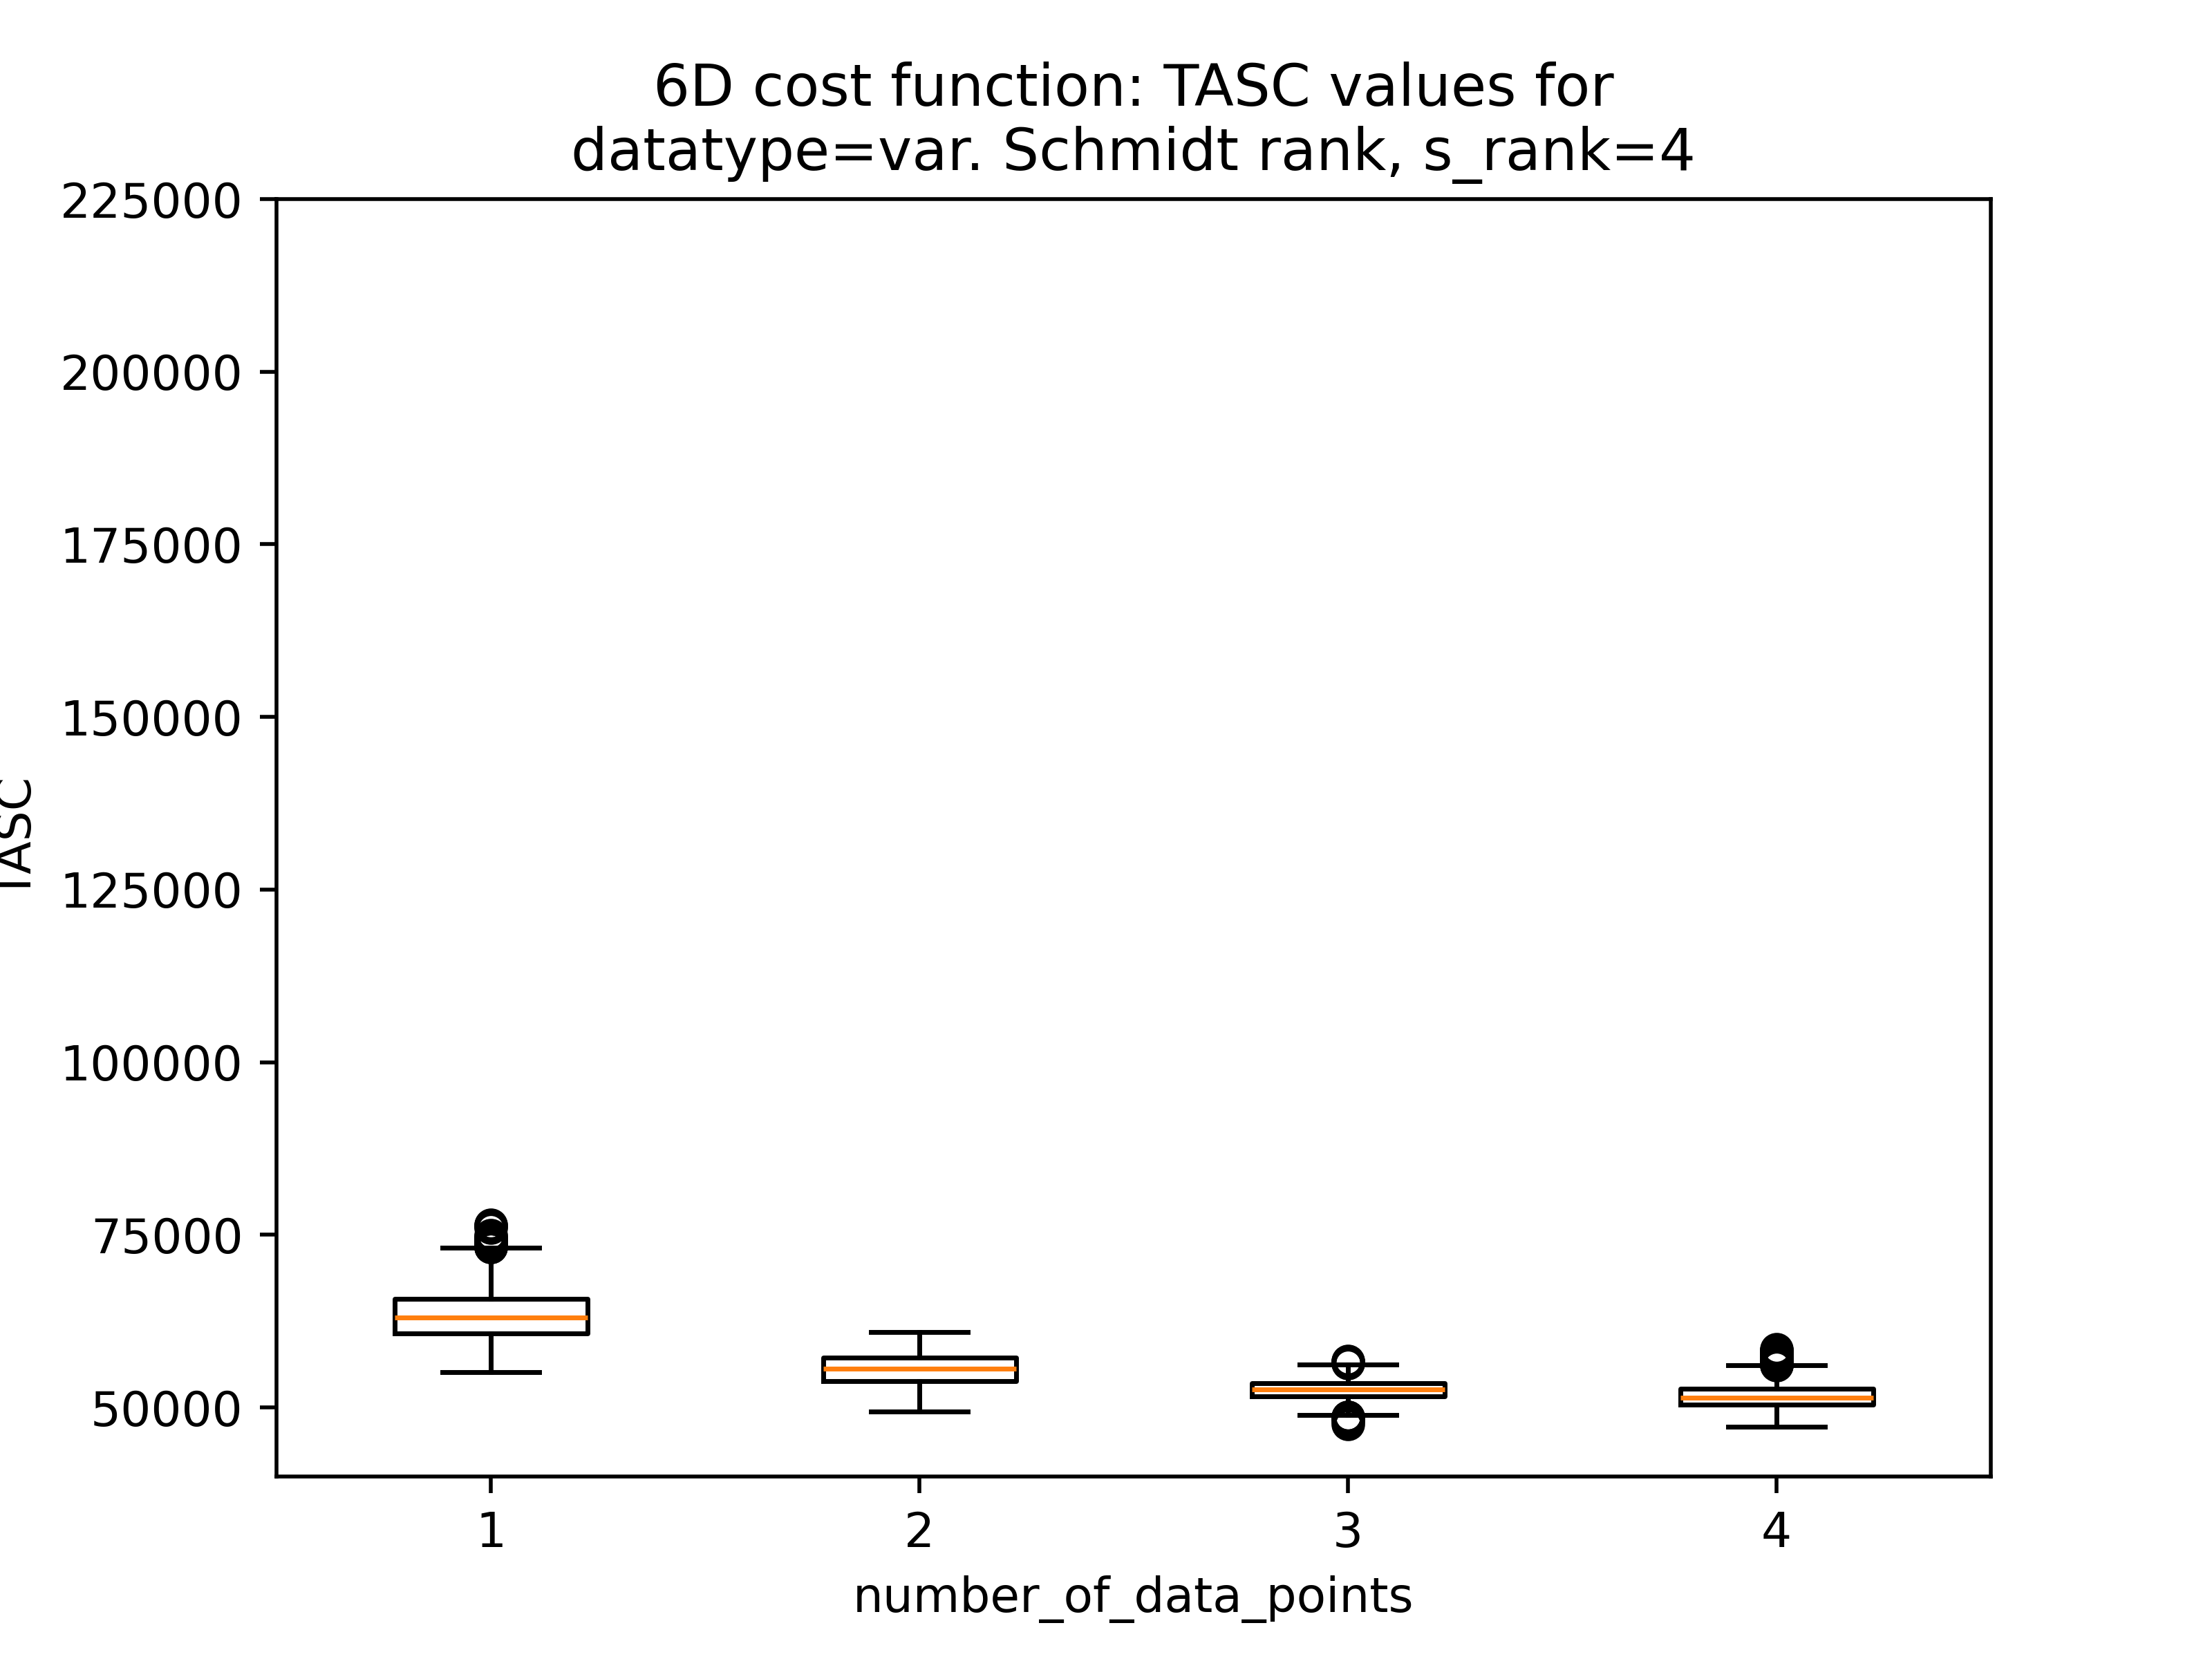 6D cost function: TASC values for
datatype=var. Schmidt rank, s_rank=4
225000
200000
175000
150000
125000
100000
75000
50000
TASC
1 2 3 4
number_of_data_points